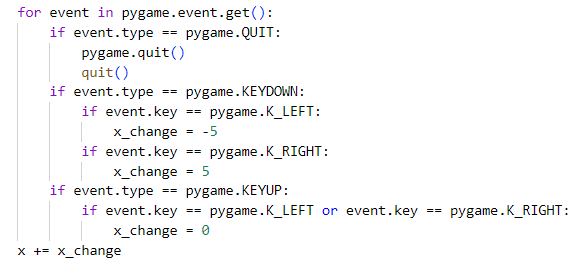 for event in pygame.event.get():
    if event.type == pygame.QUIT:
        pygame.quit()
        quit()
    if event.type == pygame.KEYDOWN:
        if event.key == pygame.K_LEFT:
            x_change = -5
        if event.key == pygame.K_RIGHT:
            x_change = 5
    if event.type == pygame.KEYUP:
        if event.key == pygame.K_LEFT or event.key == pygame.K_RIGHT:
            x_change = 0
x += x_change